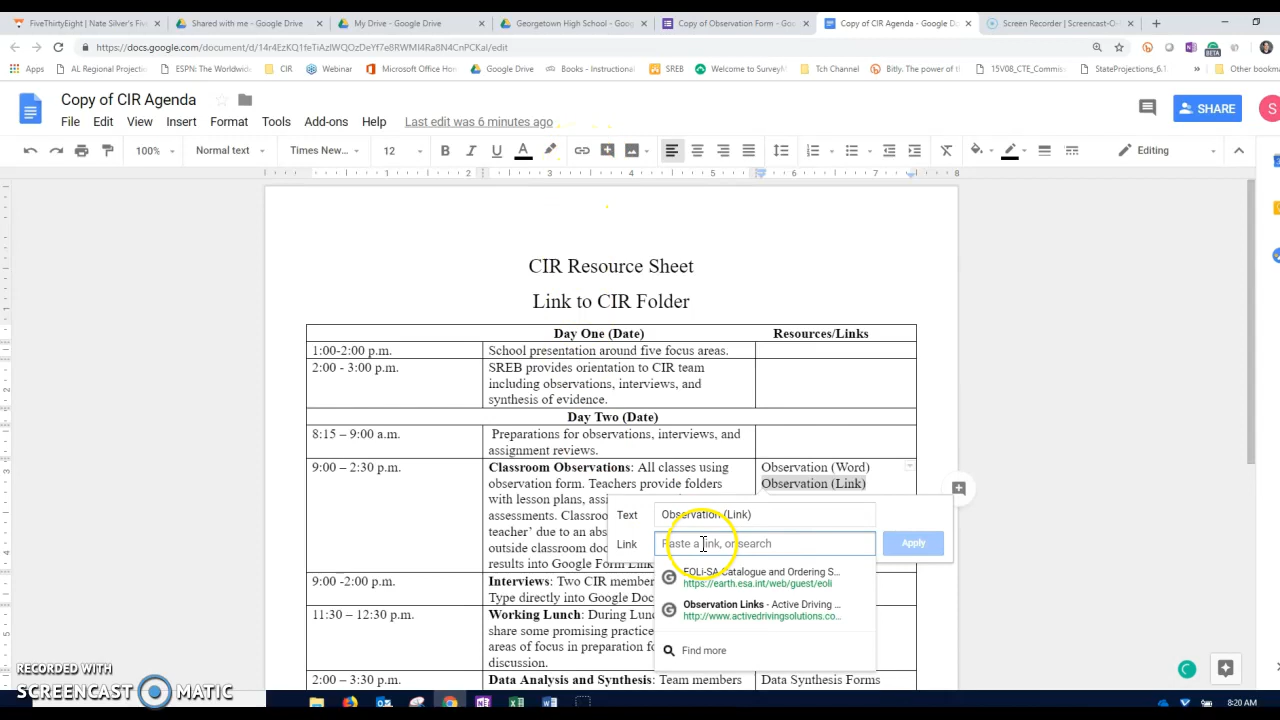 FiveThirtyEight | Nate Silver's Five
Shared with me - Google Drive
My Drive - Google Drive
Georgetown High School - Googl
Copy of Observation Form - Goog
Copy of CIR Agenda - Google Do
Screen Recorder | Screencast-O-
https://docs.google.com/document/d/14r4EzKQ1feTiAzlWQOzDeYf7e8RWMI4Ra8N4CPCKaI/edit
Apps
AL Regional Projectio
ESPN: The Worldwide
CIR
Webinar
Microsoft Office Hom
Google Drive
Books - Instructional
SREB
Welcome to SurveyM
Tch Channel
Bitly. The power of th
15V08_CTE_Commiss
StateProjections_6.1
Other bookma
Copy of CIR Agenda
SHARE
S
File Edit View Insert Format Tools Add-ons Help Last edit was 6 minutes ago
100% Normal text Times New... 12 Editing
CIR Resource Sheet
Link to CIR Folder
Day One (Date) Resources/Links
1:00-2:00 p.m. School presentation around five focus areas.
2:00 - 3:00 p.m. SREB provides orientation to CIR team
including observations, interviews, and
synthesis of evidence.
Day Two (Date)
8:15 – 9:00 a.m. Preparations for observations, interviews, and
assignment reviews.
9:00 – 2:30 p.m. Classroom Observations: All classes using Observation (Word)
observation form. Teachers provide folders Observation (Link)
with lesson plans, assi
assessments. Classroo
teacher' due to an abs
outside classroom doo
results into Google Form Link
Text Observation (Link)
Link Paste a link, or search Apply
EOLi-SA Catalogue and Ordering S...
https://earth.esa.int/web/guest/eoli
Observation Links - Active Driving ...
http://www.activedrivingsolutions.co...
Find more
9:00 -2:00 p.m. Interviews: Two CIR member
Type directly into Google Doc
11:30 – 12:30 p.m. Working Lunch: During Lunc
share some promising practice
areas of focus in preparation fo
discussion.
2:00 – 3:30 p.m. Data Analysis and Synthesis: Team members Data Synthesis Forms
RECORDED WITH
SCREENCAST MATIC
8:20 AM